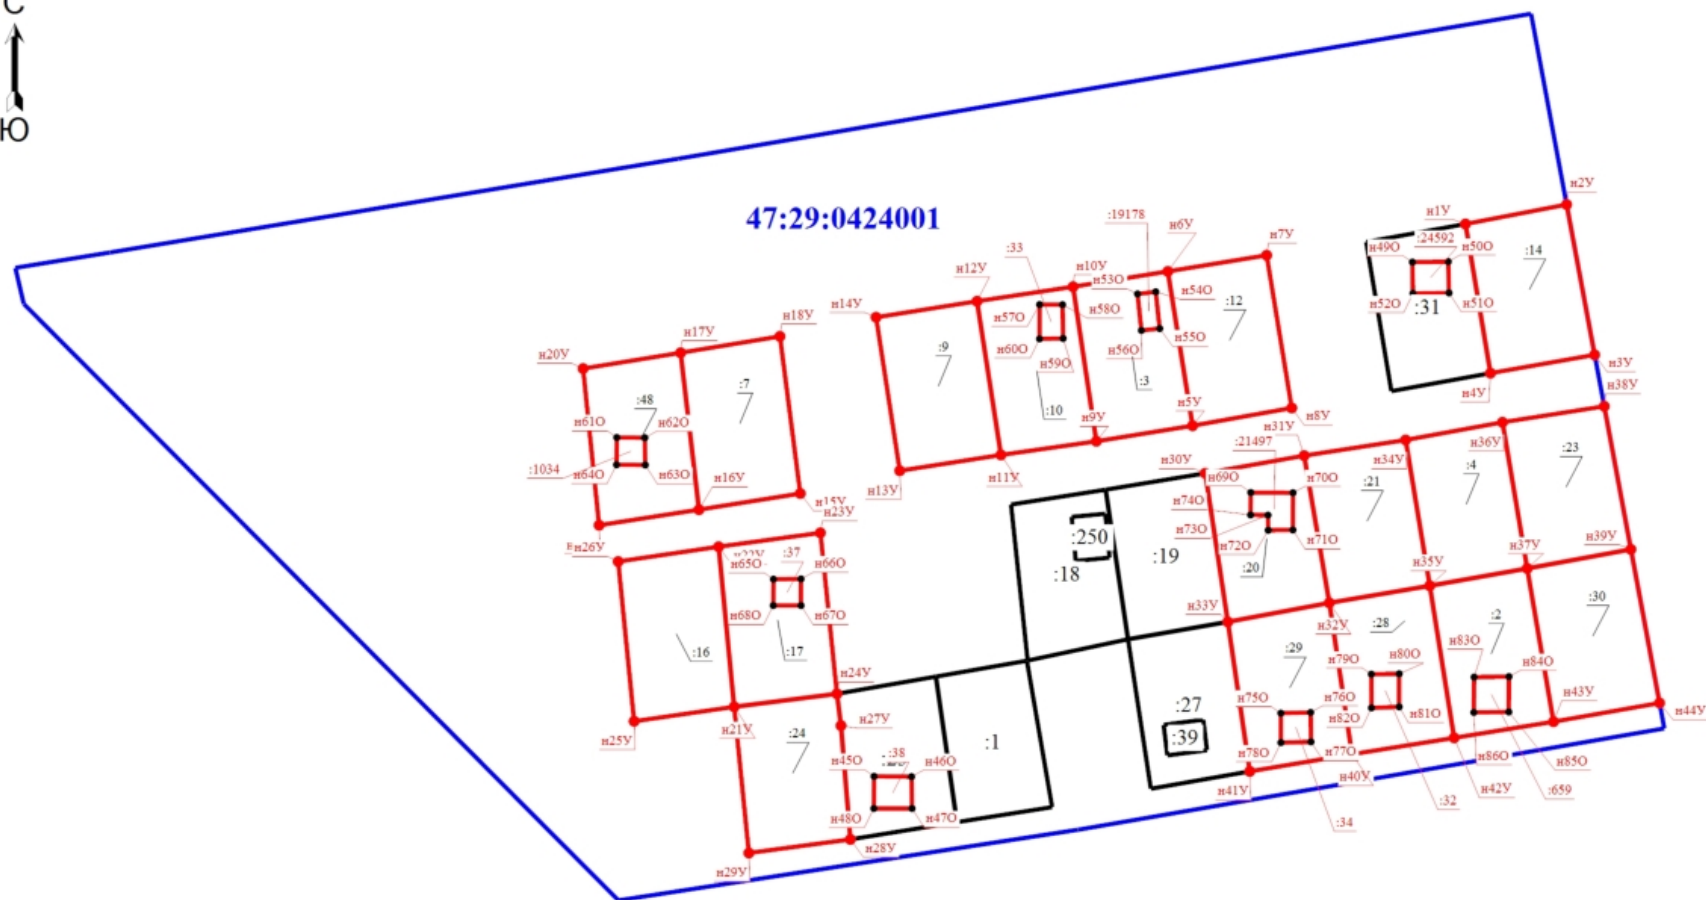 С
Ю
47:29:0424001
н2У
н1У
:24592
н49О
н50О
:14
н52О
н51О
:31
н3У
н4У
н38У
:19178
н6У
н7У
:33
н10У
н12У
н53О
н54О
н14У
н57О
н58О
:12
н55О
н60О
н56О
н59О
:9
:3
:10
н5У
н8У
н9У
н13У
н11У
н18У
н17У
н20У
:7
:48
н61О
н62О
:1034
н64О
н63О
н16У
н15У
н23У
н26У
:37
н65О
н66О
н68О
н67О
:16
:17
н24У
н25У
н21У
н27У
:24
:38
н45О
н46О
н48О
н47О
н28У
н29У
:1
:21497
н31У
н30У
н69О
н70О
н74О
н73О
н72О
н71О
:20
:250
:18
:19
н34У
н36У
:23
:4
:21
н35У
н37У
н39У
н33У
н32У
:28
:2
:30
:29
н83О
н84О
н79О
н80О
н75О
н76О
н82О
н81О
н43У
н44У
:27
:39
н78О
н77О
н86О
н85О
н41У
н40У
н42У
:659
:32
:34